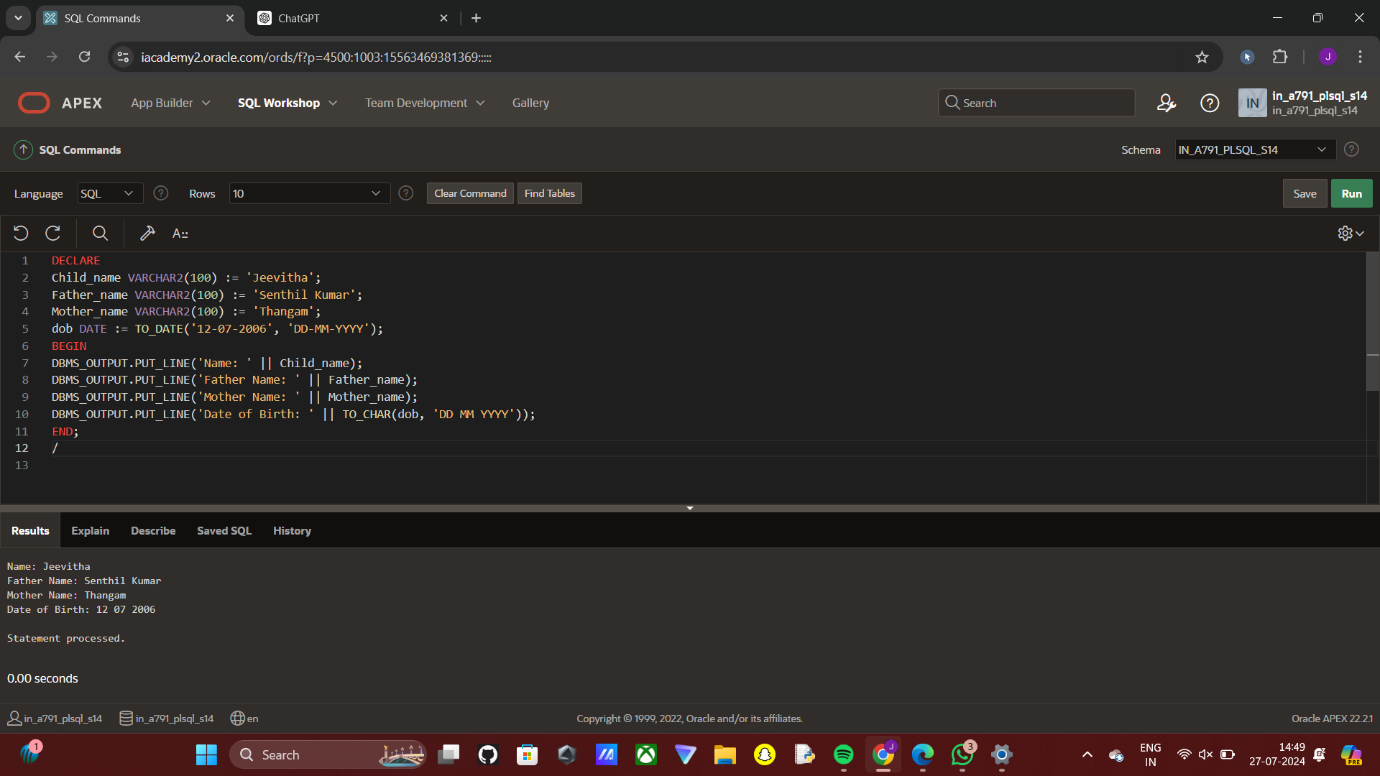 SQL Commands
ChatGPT
iacademy2.oracle.com/ords/f?p=4500:1003:15563469381369:::::
J
APEX
App Builder
SQL Workshop
Team Development
Gallery
Search
IN
in_a791_plsql_s14
in_a791_plsql_s14
SQL Commands
Schema
IN_A791_PLSQL_S14
Language
SQL
Rows
10
Clear Command
Find Tables
Save
Run
1 DECLARE
2 Child_name VARCHAR2(100) := 'Jeevitha';
3 Father_name VARCHAR2(100) := 'Senthil Kumar';
4 Mother_name VARCHAR2(100) := 'Thangam';
5 dob DATE := TO_DATE('12-07-2006', 'DD-MM-YYYY');
6 BEGIN
7 DBMS_OUTPUT.PUT_LINE('Name: ' || Child_name);
8 DBMS_OUTPUT.PUT_LINE('Father Name: ' || Father_name);
9 DBMS_OUTPUT.PUT_LINE('Mother Name: ' || Mother_name);
10 DBMS_OUTPUT.PUT_LINE('Date of Birth: ' || TO_CHAR(dob, 'DD MM YYYY'));
11 END;
12 /
13
Results
Explain
Describe
Saved SQL
History
Name: Jeevitha
Father Name: Senthil Kumar
Mother Name: Thangam
Date of Birth: 12 07 2006
Statement processed.
0.00 seconds
in_a791_plsql_s14
in_a791_plsql_s14
en
Copyright © 1999, 2022, Oracle and/or its affiliates.
Oracle APEX 22.2.1
1
Search
J
3
ENG
IN
14:49
27-07-2024
PRE